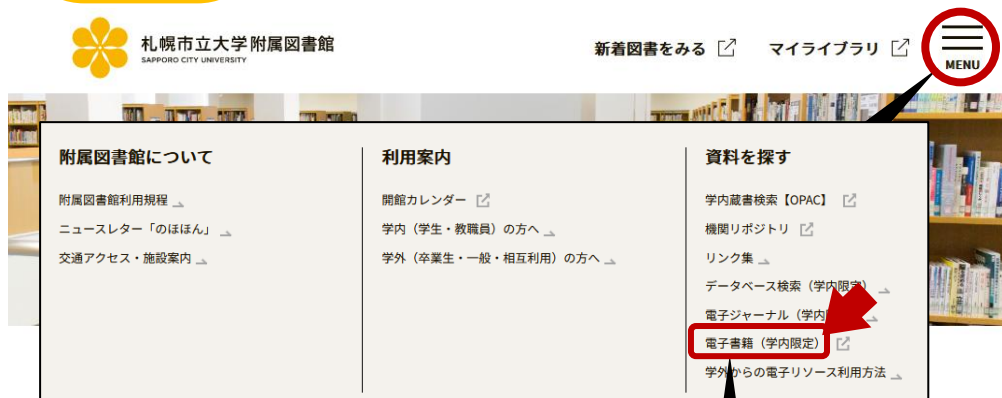 札幌市立大学附属図書館
SAPPORO CITY UNIVERSITY
新着図書をみる
マイライブラリ
MENU
附属図書館について
附属図書館利用規程
ニュースレター「のほほん」
交通アクセス・施設案内
利用案内
開館カレンダー
学内（学生・教職員）の方へ
学外（卒業生・一般・相互利用）の方へ
資料を探す
学内蔵書検索【OPAC】
機関リポジトリ
リンク集
データベース検索（学内限定）
電子ジャーナル（学内
電子書籍（学内限定）
学外からの電子リソース利用方法